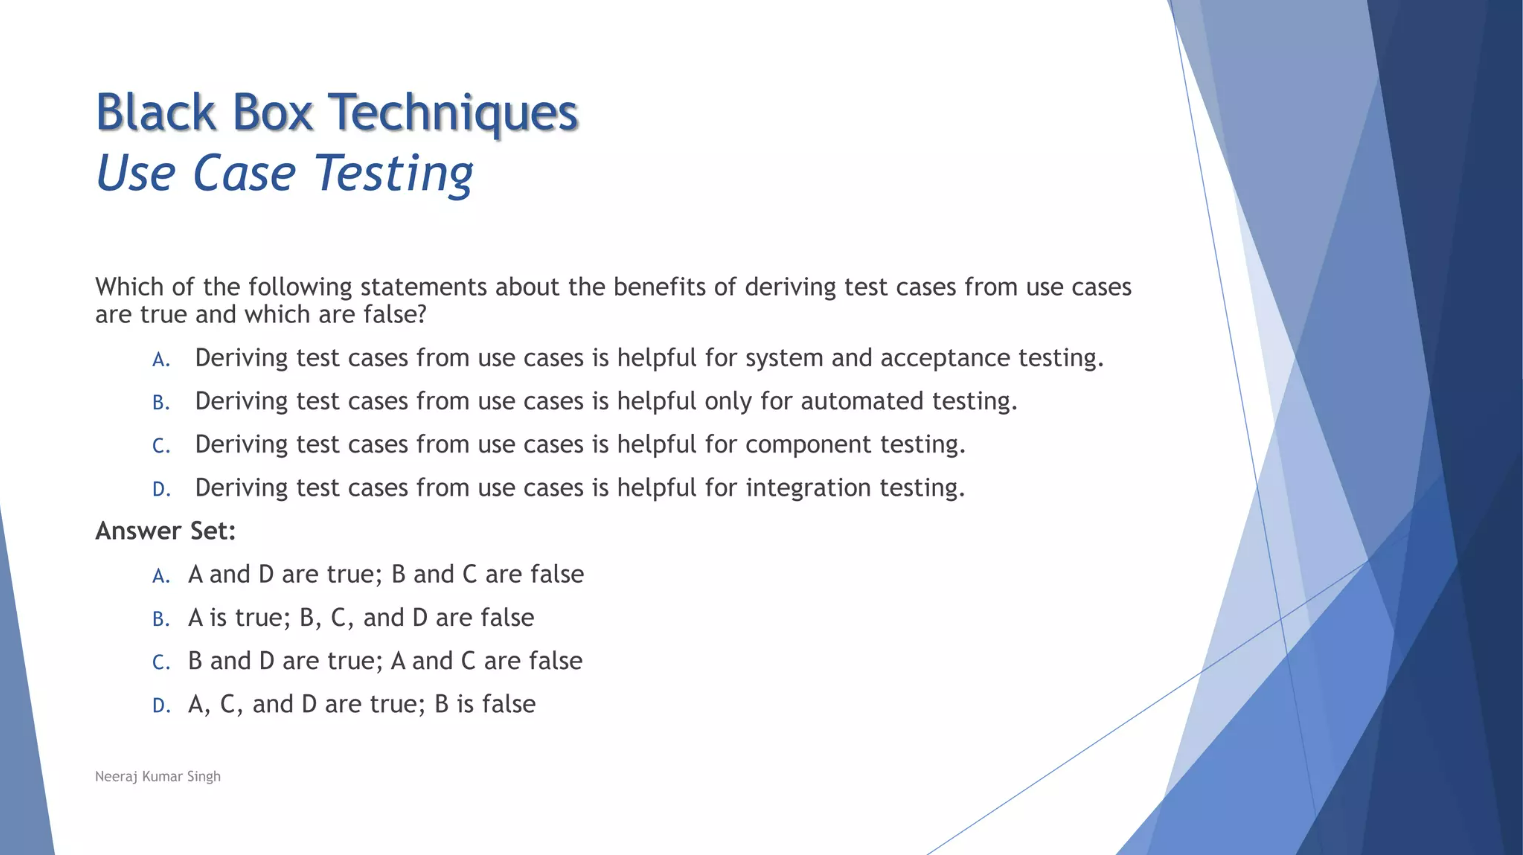 Black Box Techniques
Use Case Testing
Which of the following statements about the benefits of deriving test cases from use cases
are true and which are false?
A. Deriving test cases from use cases is helpful for system and acceptance testing.
B. Deriving test cases from use cases is helpful only for automated testing.
C. Deriving test cases from use cases is helpful for component testing.
D. Deriving test cases from use cases is helpful for integration testing.
Answer Set:
A. A and D are true; B and C are false
B. A is true; B, C, and D are false
C. B and D are true; A and C are false
D. A, C, and D are true; B is false
Neeraj Kumar Singh